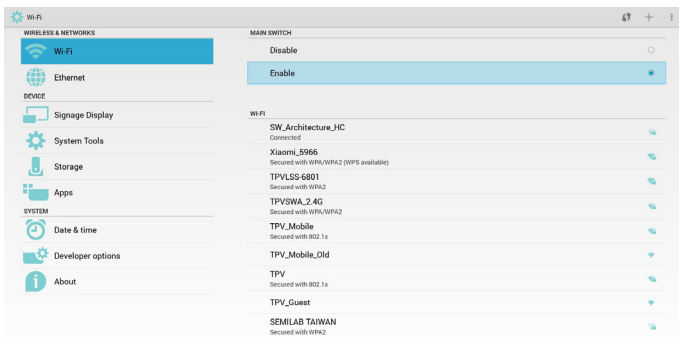 Wi-Fi
WIRELESS & NETWORKS
Wi-Fi
Ethernet
DEVICE
Signage Display
System Tools
Storage
Apps
SYSTEM
Date & time
Developer options
About
MAIN SWITCH
Disable
Enable
WI-FI
SW_Architecture_HC
Connected
Xiaomi_5966
Secured with WPA/WPA2 (WPS available)
TPVLSS-6801
Secured with WPA2
TPVSWA_2.4G
Secured with WPA/WPA2
TPV_Mobile
Secured with 802.1x
TPV_Mobile_Old
TPV
Secured with 802.1x
TPV_Guest
SEMILAB TAIWAN
Secured with WPA2